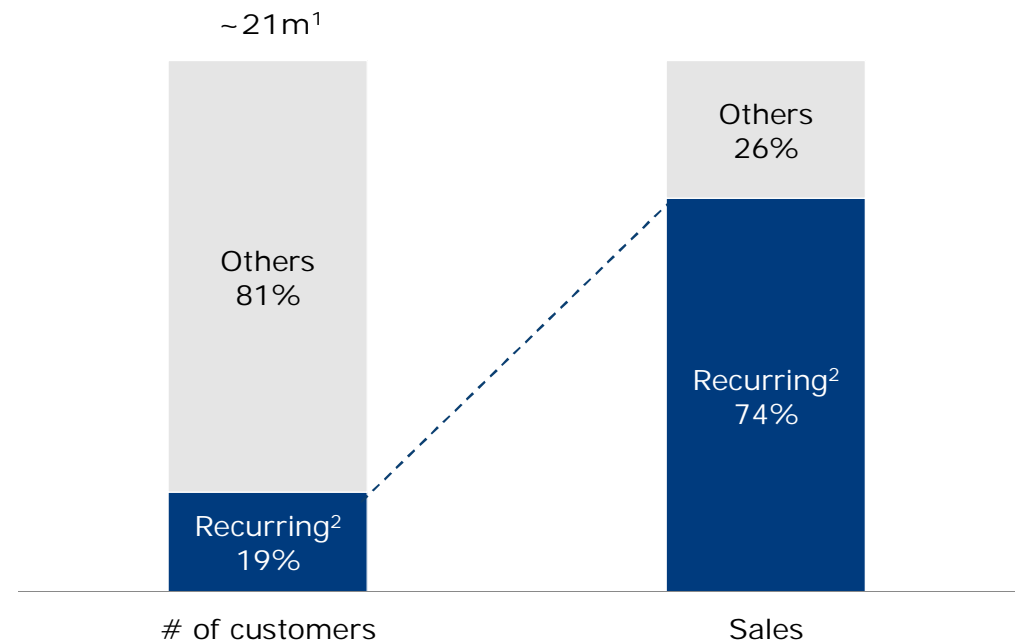 ~21m¹
Others
81%
Recurring²
19%
# of customers
Others
26%
Recurring²
74%
Sales